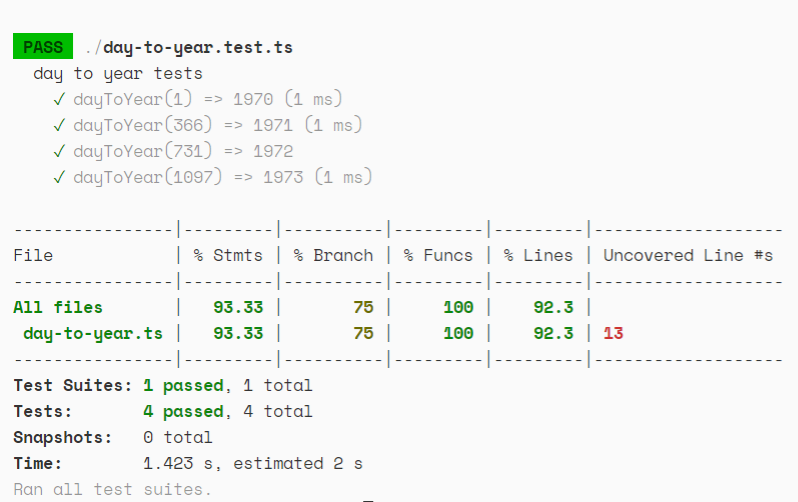 PASS ./day-to-year.test.ts
  day to year tests
    ✓ dayToYear(1) => 1970 (1 ms)
    ✓ dayToYear(366) => 1971 (1 ms)
    ✓ dayToYear(731) => 1972
    ✓ dayToYear(1097) => 1973 (1 ms)
----------------|---------|----------|---------|---------|-------------------
File            | % Stmts | % Branch | % Funcs | % Lines | Uncovered Line #s
----------------|---------|----------|---------|---------|-------------------
All files       |   93.33 |       75 |     100 |    92.3 |
 day-to-year.ts |   93.33 |       75 |     100 |    92.3 | 13
----------------|---------|----------|---------|---------|-------------------
Test Suites: 1 passed, 1 total
Tests:       4 passed, 4 total
Snapshots:   0 total
Time:        1.423 s, estimated 2 s
Ran all test suites.